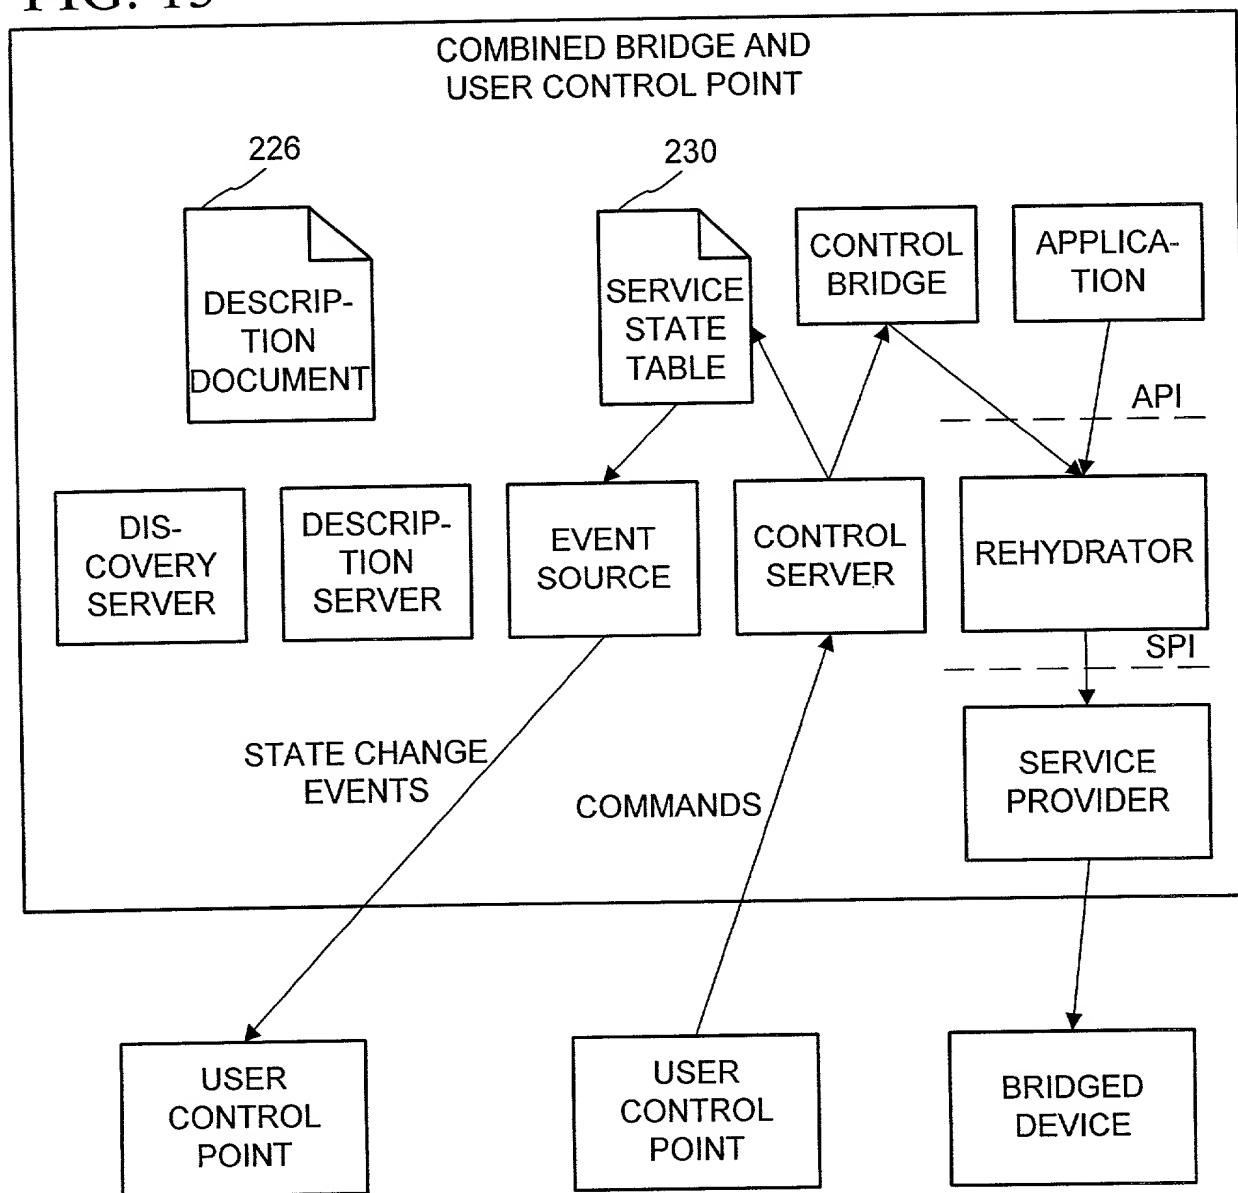 FIG. 15
COMBINED BRIDGE AND
USER CONTROL POINT
226
230
DESCRIP-
TION
DOCUMENT
SERVICE
STATE
TABLE
CONTROL
BRIDGE
APPLICA-
TION
API
DIS-
COVERY
SERVER
DESCRIP-
TION
SERVER
EVENT
SOURCE
CONTROL
SERVER
REHYDRATOR
SPI
STATE CHANGE
EVENTS
COMMANDS
SERVICE
PROVIDER
USER
CONTROL
POINT
USER
CONTROL
POINT
BRIDGED
DEVICE